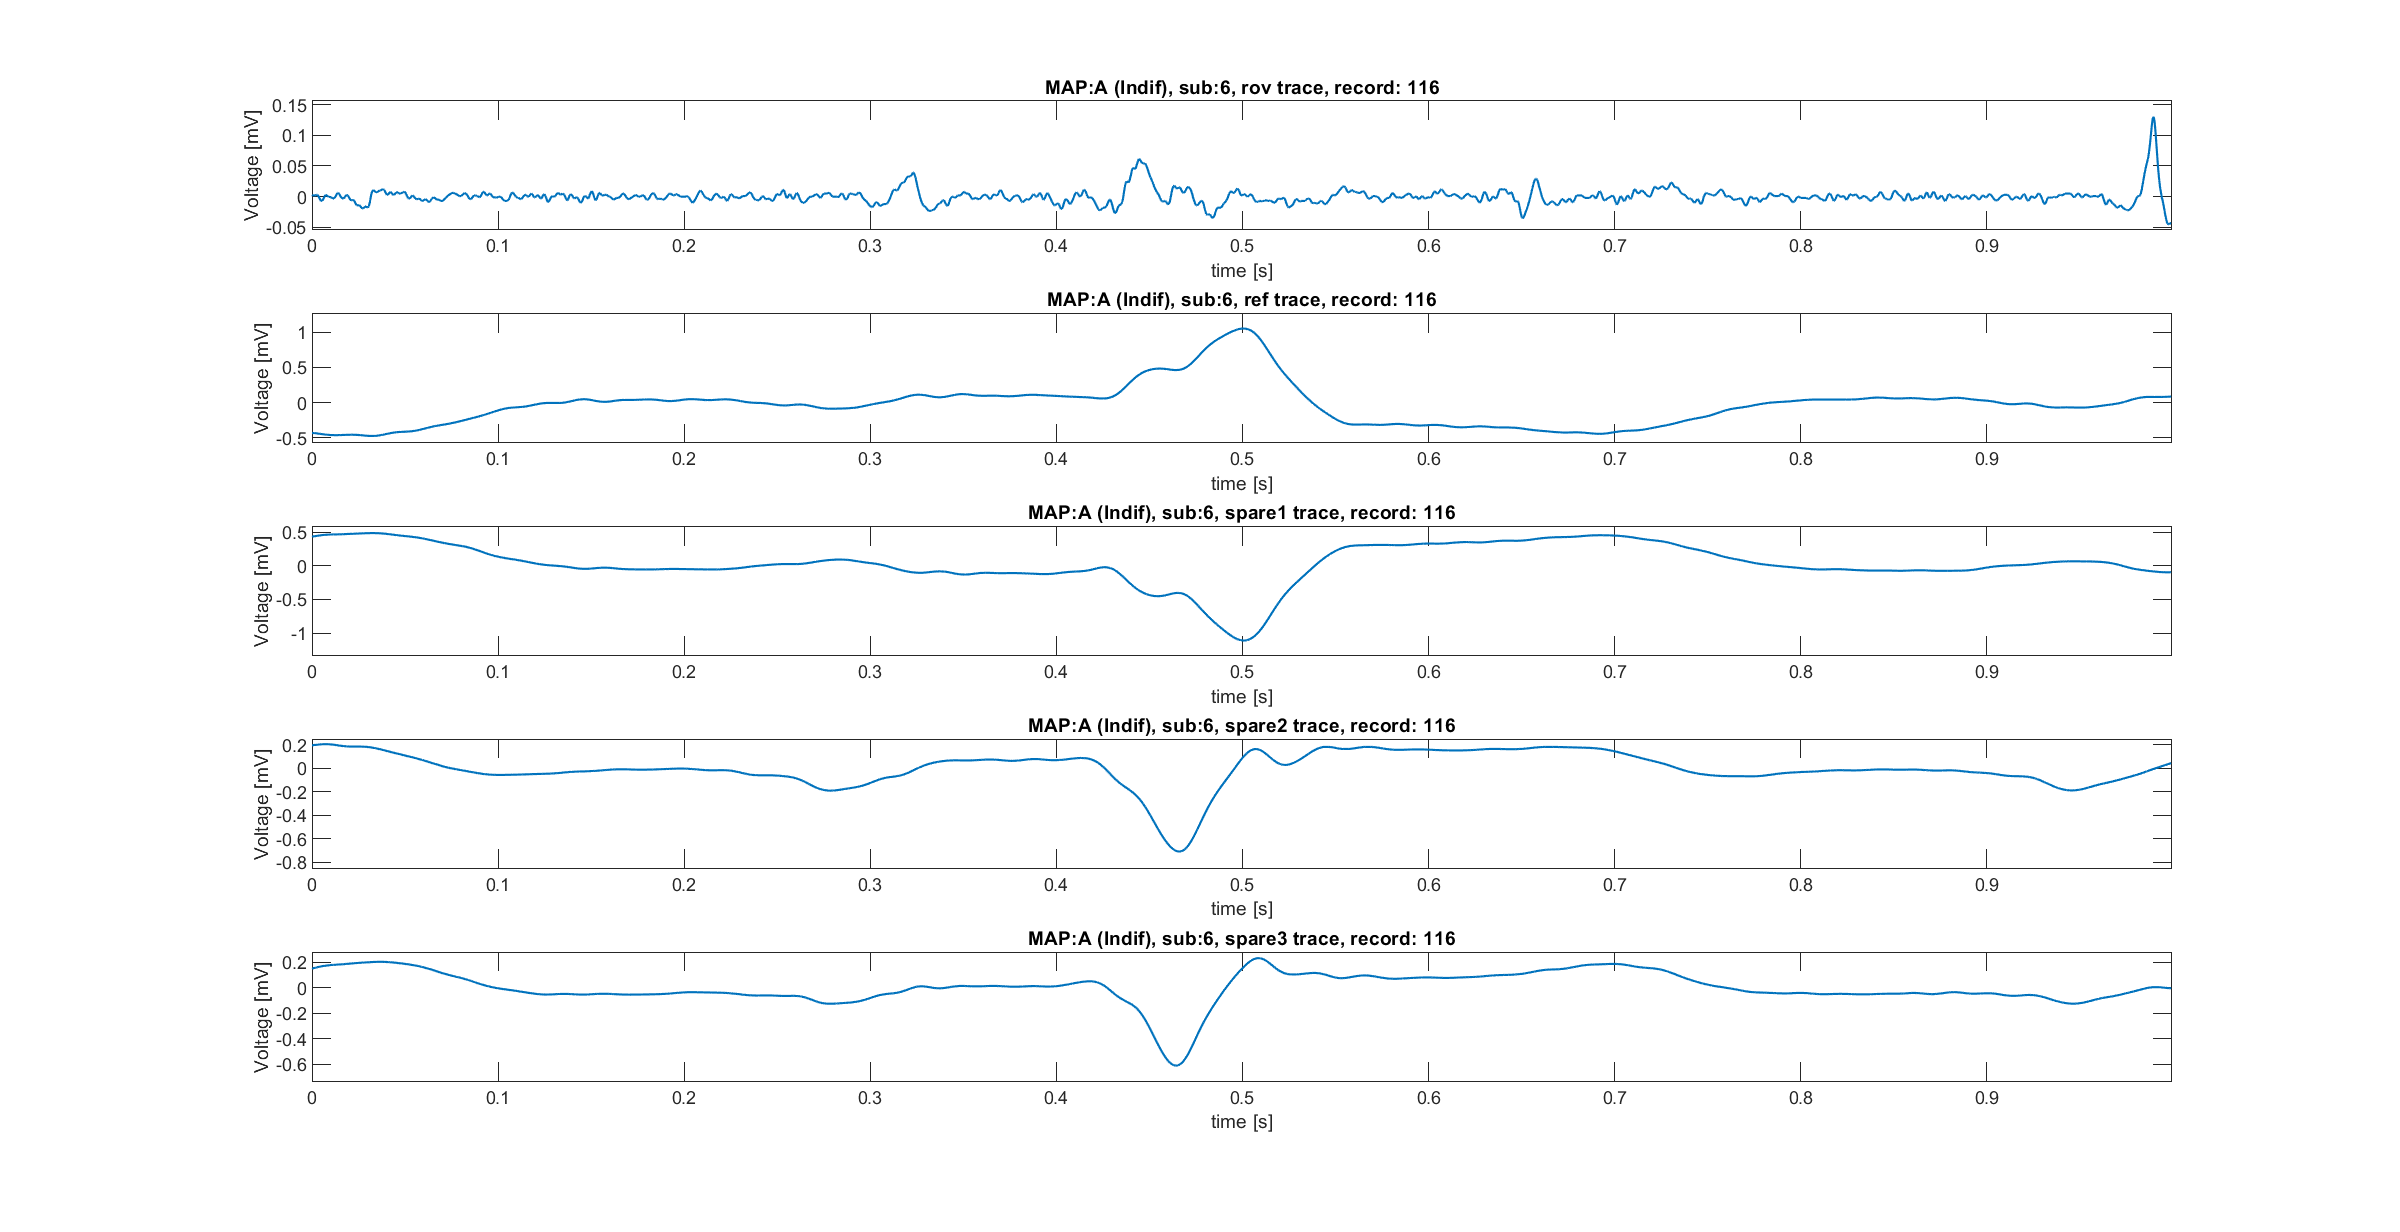 MAP:A (Indif), sub:6, rov trace, record: 116
Voltage [mV]
0.15
0.1
0.05
0
-0.05
0 0.1 0.2 0.3 0.4 0.5 0.6 0.7 0.8 0.9
time [s]
MAP:A (Indif), sub:6, ref trace, record: 116
Voltage [mV]
1
0.5
0
-0.5
0 0.1 0.2 0.3 0.4 0.5 0.6 0.7 0.8 0.9
time [s]
MAP:A (Indif), sub:6, spare1 trace, record: 116
Voltage [mV]
0.5
0
-0.5
-1
0 0.1 0.2 0.3 0.4 0.5 0.6 0.7 0.8 0.9
time [s]
MAP:A (Indif), sub:6, spare2 trace, record: 116
Voltage [mV]
0.2
0
-0.2
-0.4
-0.6
-0.8
0 0.1 0.2 0.3 0.4 0.5 0.6 0.7 0.8 0.9
time [s]
MAP:A (Indif), sub:6, spare3 trace, record: 116
Voltage [mV]
0.2
0
-0.2
-0.4
-0.6
0 0.1 0.2 0.3 0.4 0.5 0.6 0.7 0.8 0.9
time [s]